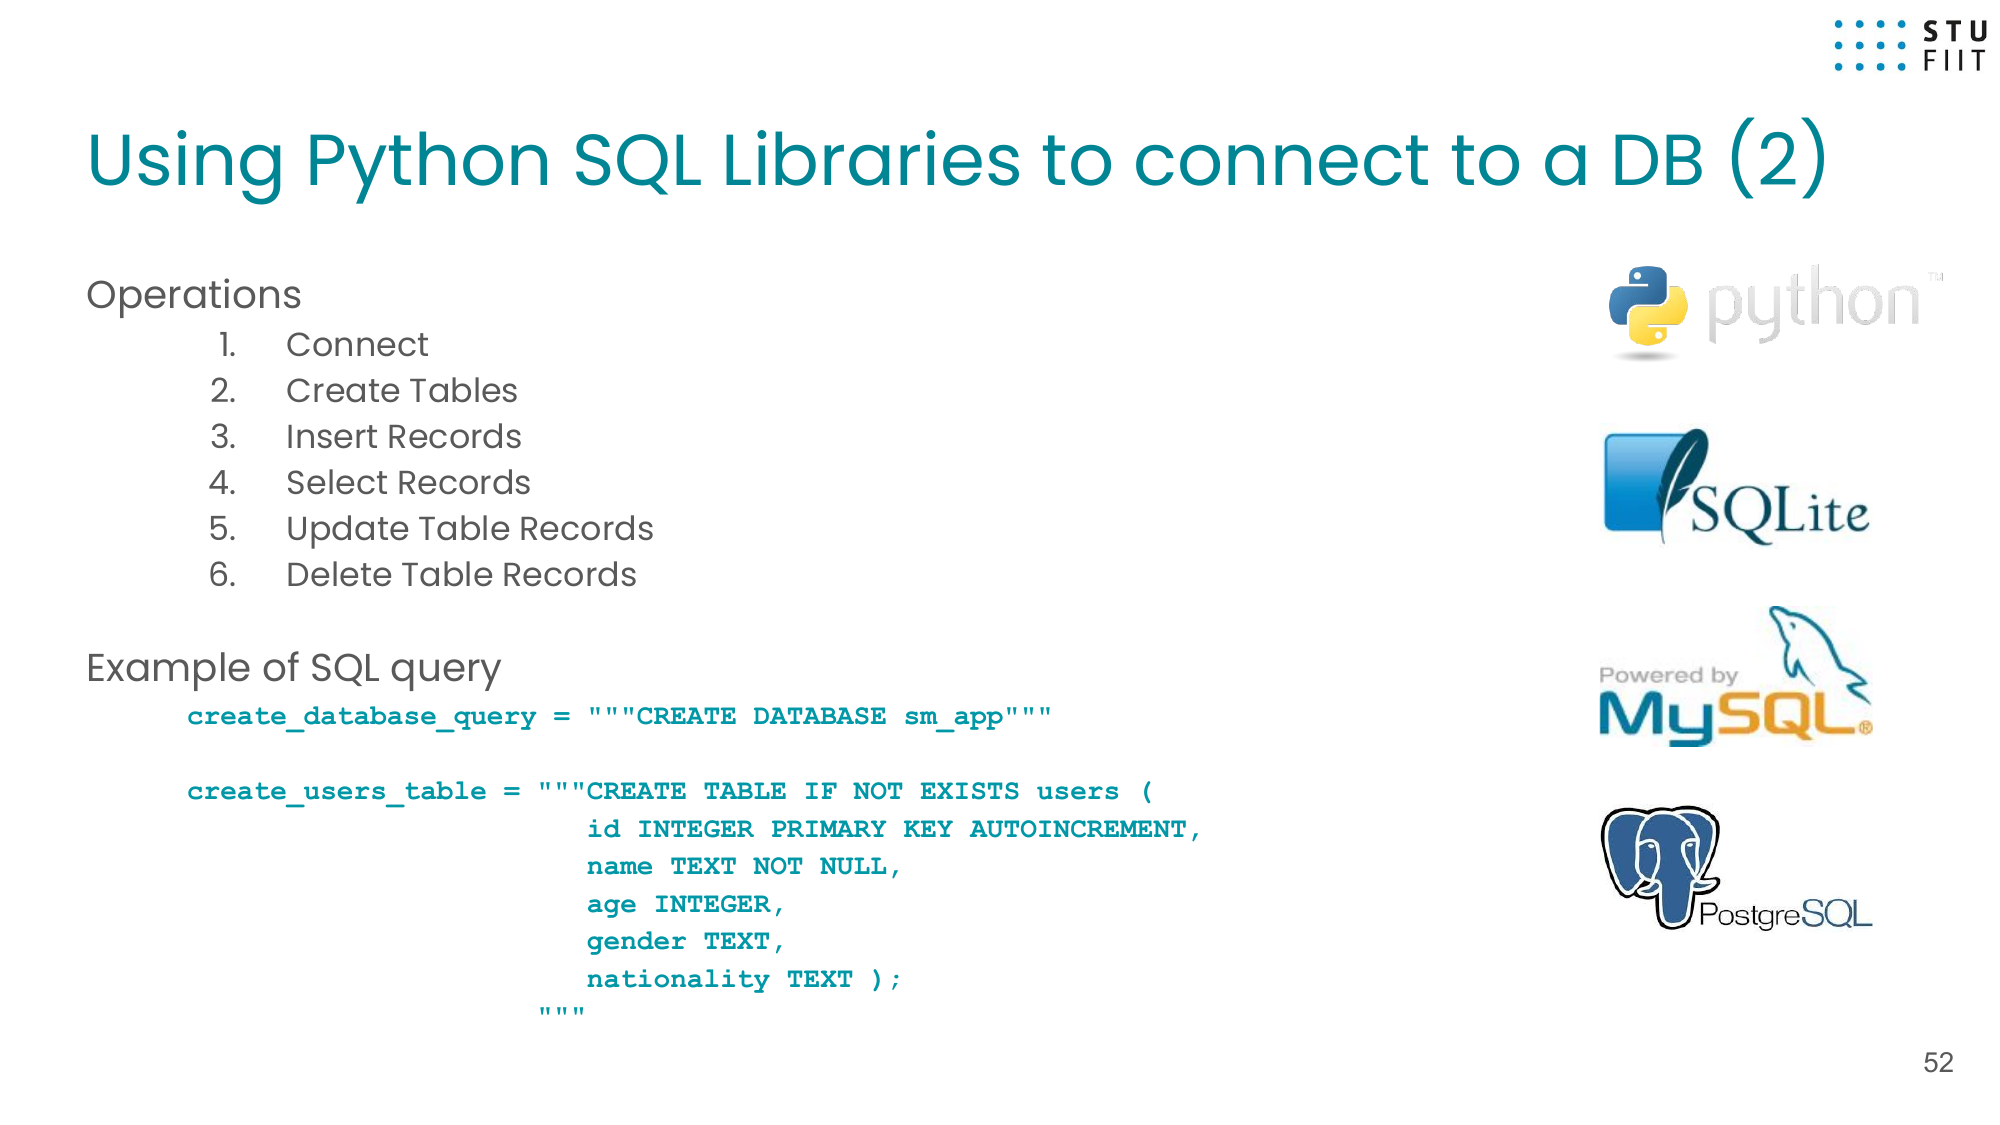 STU
FIIT
Using Python SQL Libraries to connect to a DB (2)
Operations
1. Connect
2. Create Tables
3. Insert Records
4. Select Records
5. Update Table Records
6. Delete Table Records
Example of SQL query
create_database_query = """CREATE DATABASE sm_app"""
create_users_table = """CREATE TABLE IF NOT EXISTS users (
id INTEGER PRIMARY KEY AUTOINCREMENT,
name TEXT NOT NULL,
age INTEGER,
gender TEXT,
nationality TEXT );
"""
python™
SQLite
Powered by
MySQL®
PostgreSQL
52